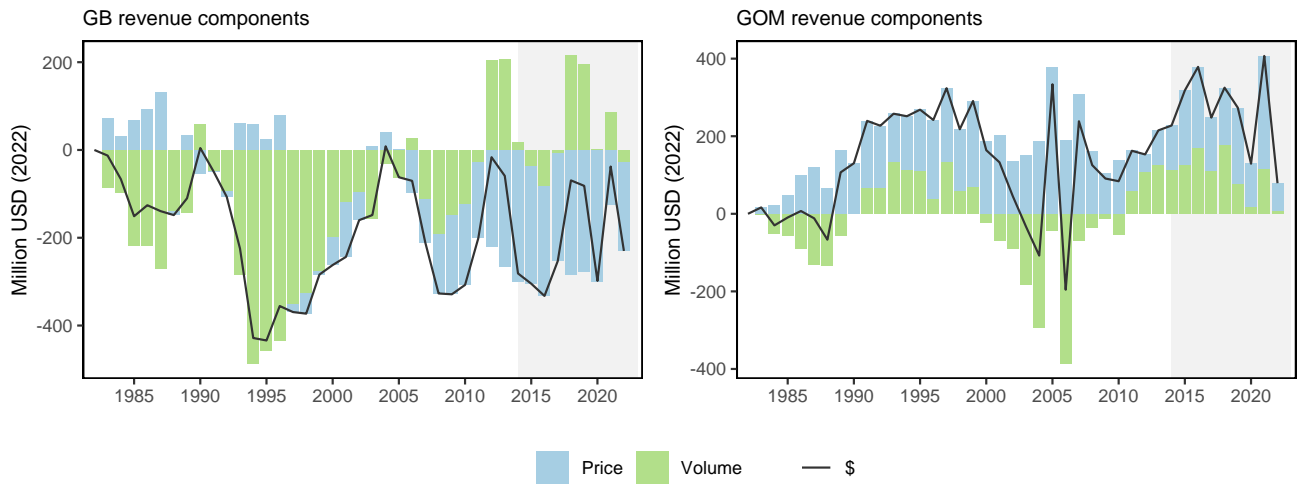 GB revenue components
Million USD (2022)
200
0
-200
-400
1985 1990 1995 2000 2005 2010 2015 2020
GOM revenue components
Million USD (2022)
400
200
0
-200
-400
1985 1990 1995 2000 2005 2010 2015 2020
Price Volume $